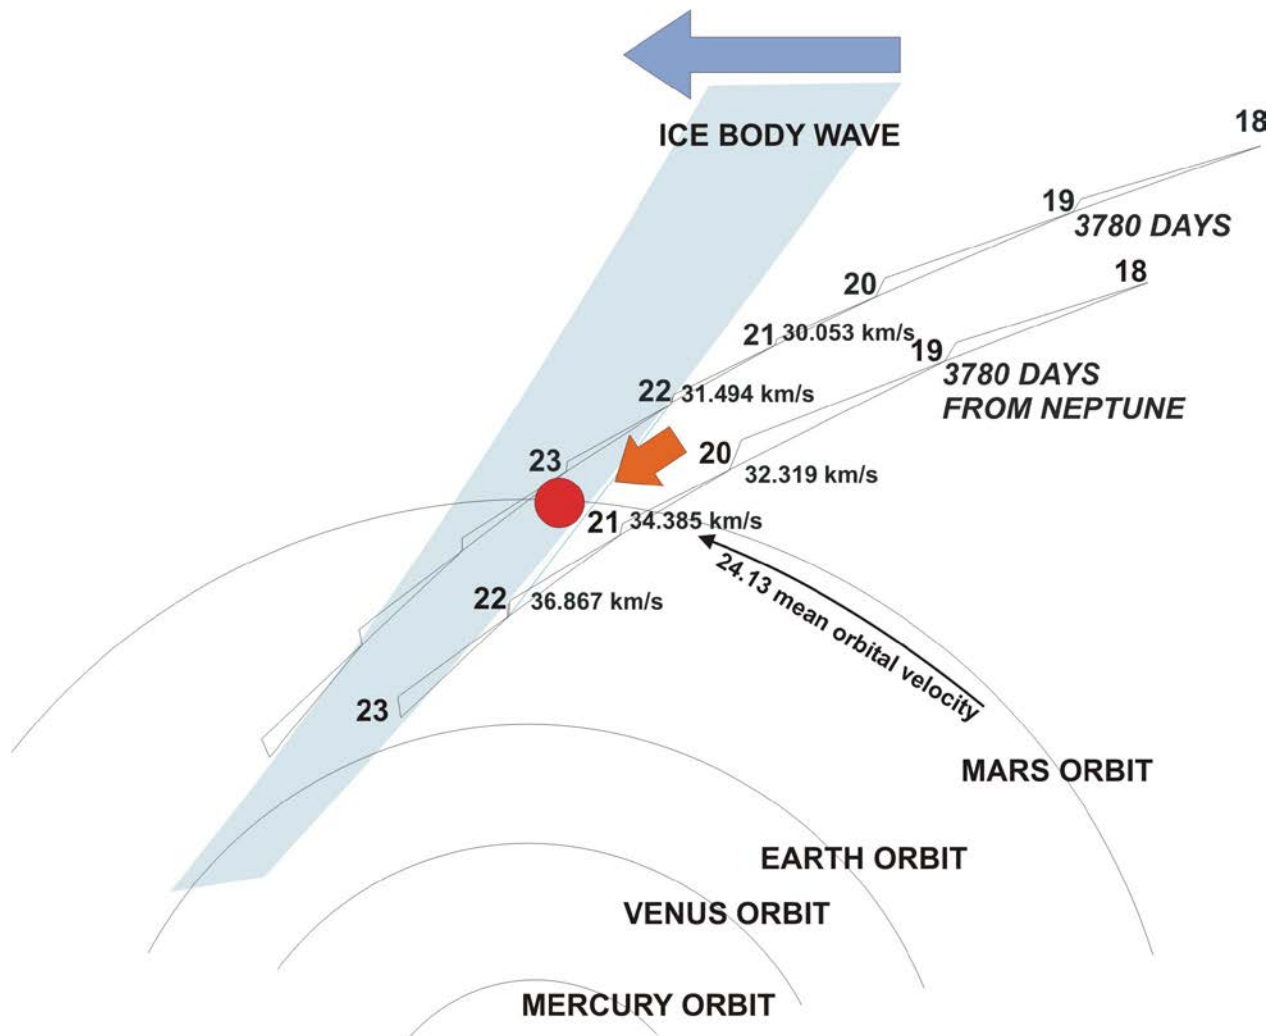 ICE BODY WAVE
18
19
3780 DAYS
18
20
21 30.053 km/s
19
3780 DAYS
FROM NEPTUNE
22 31.494 km/s
20
32.319 km/s
23
21 34.385 km/s
24.13 mean orbital velocity
22 36.867 km/s
23
MARS ORBIT
EARTH ORBIT
VENUS ORBIT
MERCURY ORBIT